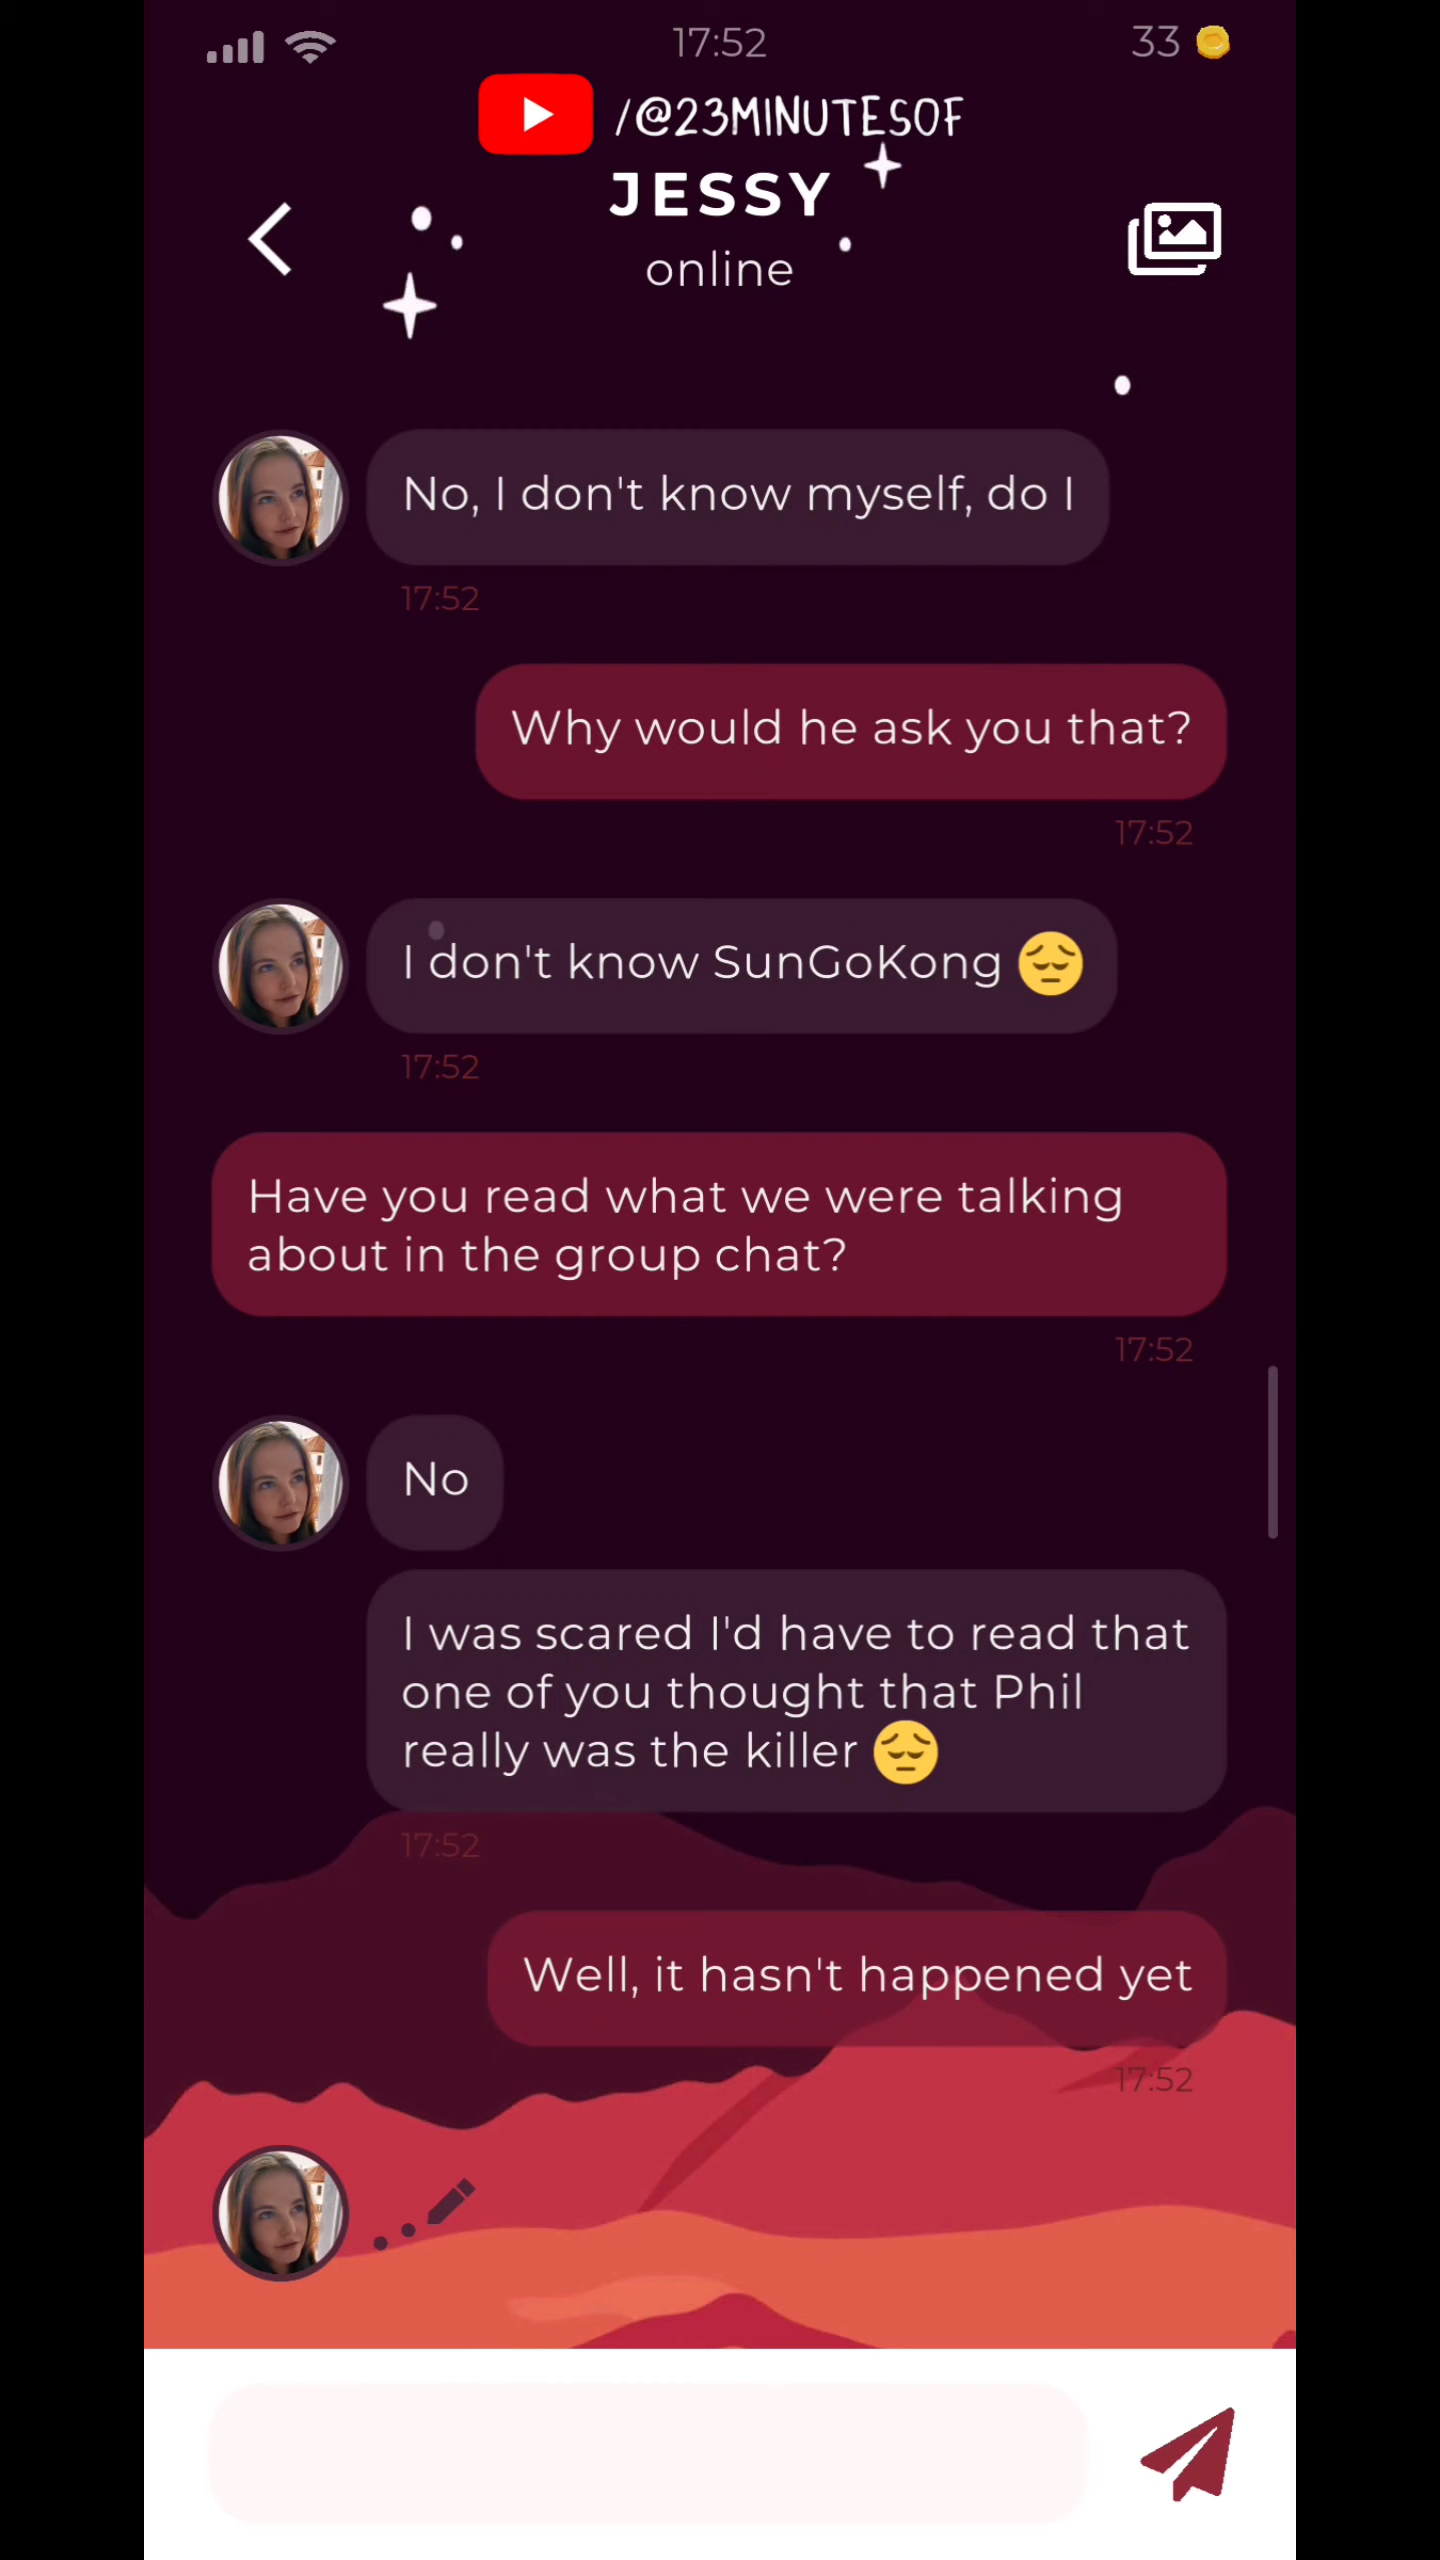 17:52
33
/@23MINUTESOF
JESSY
online
No, I don't know myself, do I
17:52
Why would he ask you that?
17:52
I don't know SunGoKong 😔
17:52
Have you read what we were talking
about in the group chat?
17:52
No
I was scared I'd have to read that
one of you thought that Phil
really was the killer 😔
17:52
Well, it hasn't happened yet
17:52